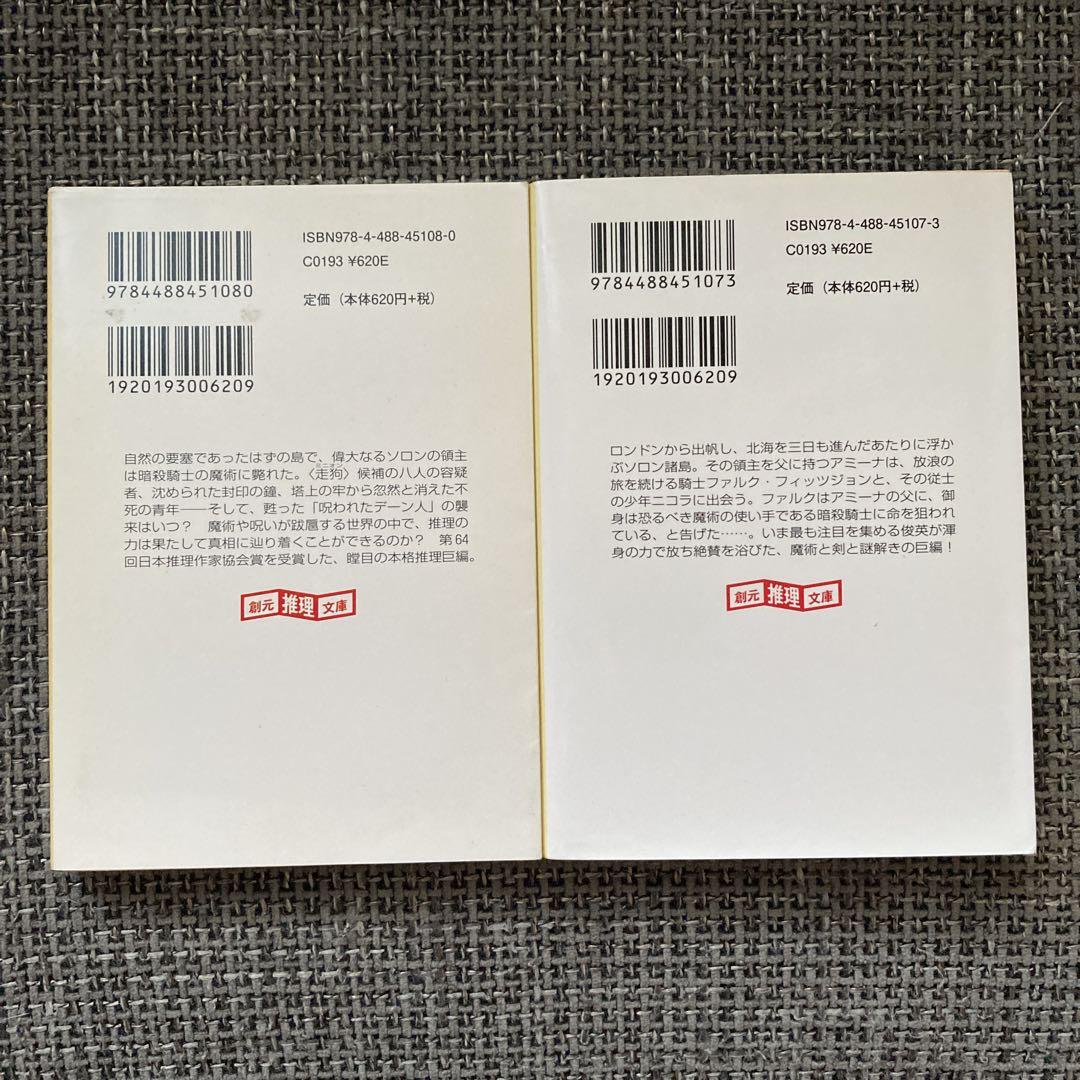 ISBN978-4-488-45108-0
C0193 ¥620E
定価（本体620円+税）
9784488451080
1920193006209
自然の要塞であったはずの島で、偉大なるソロンの領主
は暗殺騎士の魔術に斃れた。〈走狗〉候補の八人の容疑
ミニオン
者、沈められた封印の鐘、塔上の牢から忽然と消えた不
死の青年――そして、甦った「呪われたデーン人」の襲
来はいつ？　魔術や呪いが跋扈する世界の中で、推理の
力は果たして真相に辿り着くことができるのか？　第64
回日本推理作家協会賞を受賞した、瞠目の本格推理巨編。
創元 推理 文庫
ISBN978-4-488-45107-3
C0193 ¥620E
定価（本体620円+税）
9784488451073
1920193006209
ロンドンから出帆し、北海を三日も進んだあたりに浮か
ぶソロン諸島。その領主を父に持つアミーナは、放浪の
旅を続ける騎士ファルク・フィッツジョンと、その従士
の少年ニコラに出会う。ファルクはアミーナの父に、御
身は恐るべき魔術の使い手である暗殺騎士に命を狙われ
ている、と告げた……。いま最も注目を集める俊英が渾
身の力で放ち絶賛を浴びた、魔術と剣と謎解きの巨編！
創元 推理 文庫